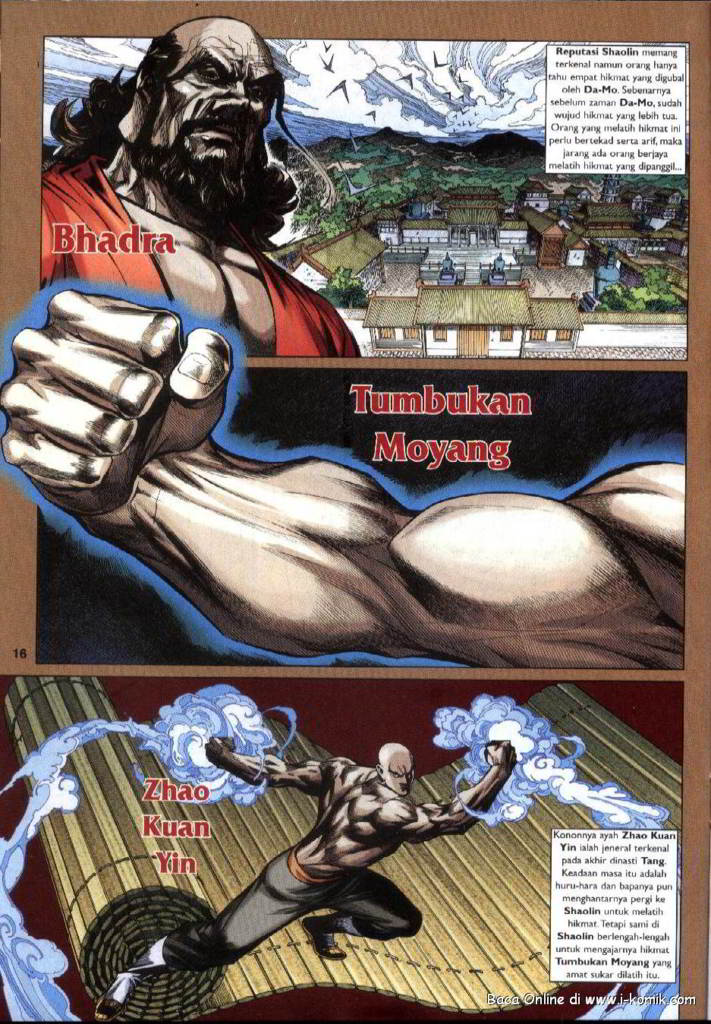 Reputasi Shaolin memang
terkenal namun orang hanya
tahu empat hikmat yang digubal
oleh Da-Mo. Sebenarnya
sebelum zaman Da-Mo, sudah
wujud hikmat yang lebih tua.
Orang yang melatih hikmat ini
perlu bertekad serta arif, maka
jarang ada orang berjaya
melatih hikmat yang dipanggil...
Bhadra
Tumbukan
Moyang
16
Zhao
Kuan
Yin
Kononnya ayah Zhao Kuan
Yin ialah jeneral terkenal
pada akhir dinasti Tang.
Keadaan masa itu adalah
huru-hara dan bapanya pun
menghantarnya pergi ke
Shaolin untuk melatih
hikmat. Tetapi sami di
Shaolin berlengah-lengah
untuk mengajarnya hikmat
Tumbukan Moyang yang
amat sukar dilatih itu.
Baca Online di www.i-komik.com